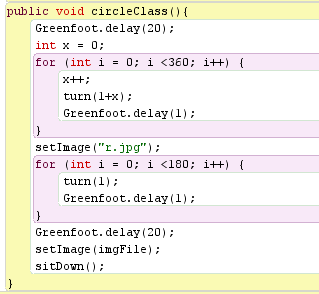 public void circleClass(){
Greenfoot.delay(20);
int x = 0;
for (int i = 0; i <360; i++) {
x++;
turn(1+x);
Greenfoot.delay(1);
}
setImage("r.jpg");
for (int i = 0; i <180; i++) {
turn(1);
Greenfoot.delay(1);
}
Greenfoot.delay(20);
setImage(imgFile);
sitDown();
}